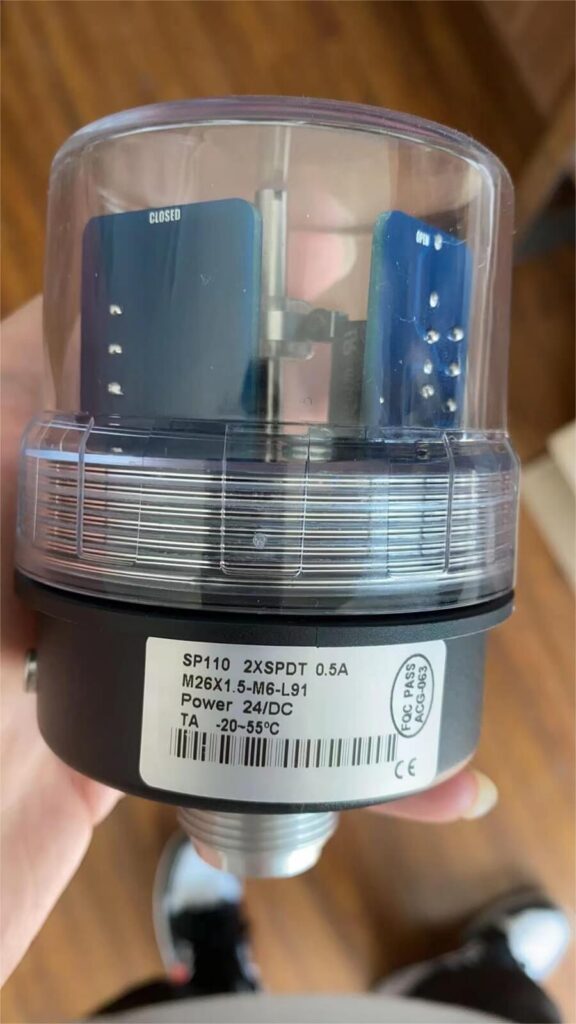 CLOSED
OPEN
SP110 2XSPDT 0.5A
M26X1.5-M6-L91
Power 24/DC
TA -20~55ºC
FQC PASS
ACG-063
CE